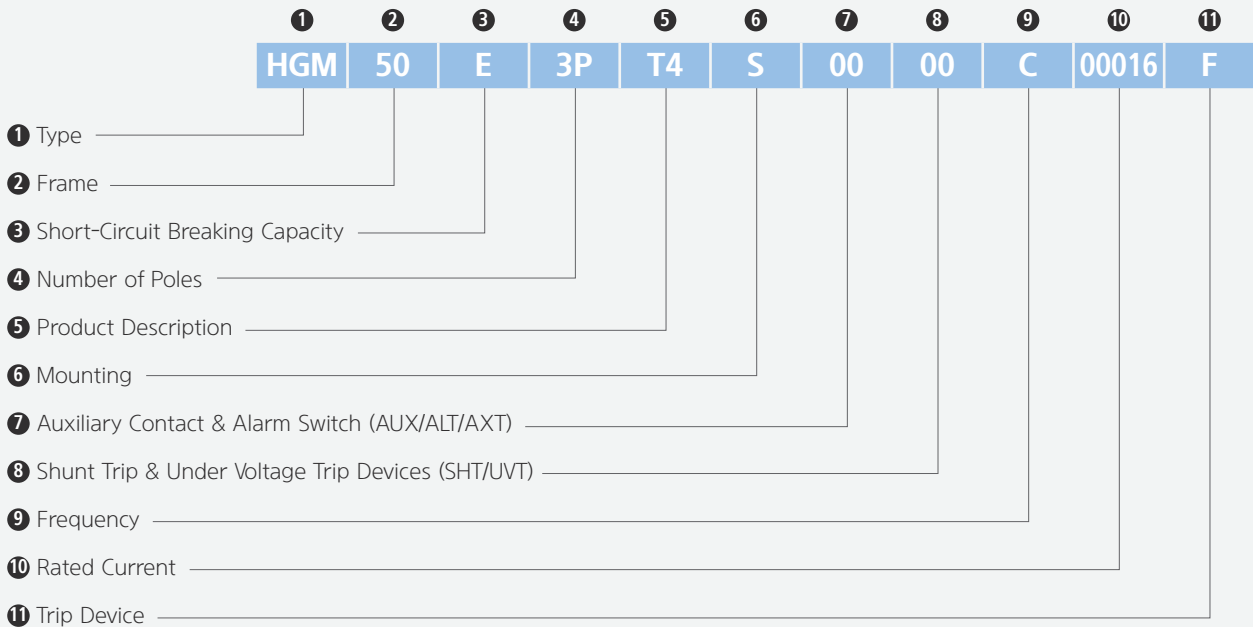 ❶ ❷ ❸ ❹ ❺ ❻ ❼ ❽ ❾ ❿ ⓫
HGM 50 E 3P T4 S 00 00 C 00016 F
❶ Type
❷ Frame
❸ Short-Circuit Breaking Capacity
❹ Number of Poles
❺ Product Description
❻ Mounting
❼ Auxiliary Contact & Alarm Switch (AUX/ALT/AXT)
❽ Shunt Trip & Under Voltage Trip Devices (SHT/UVT)
❾ Frequency
❿ Rated Current
⓫ Trip Device